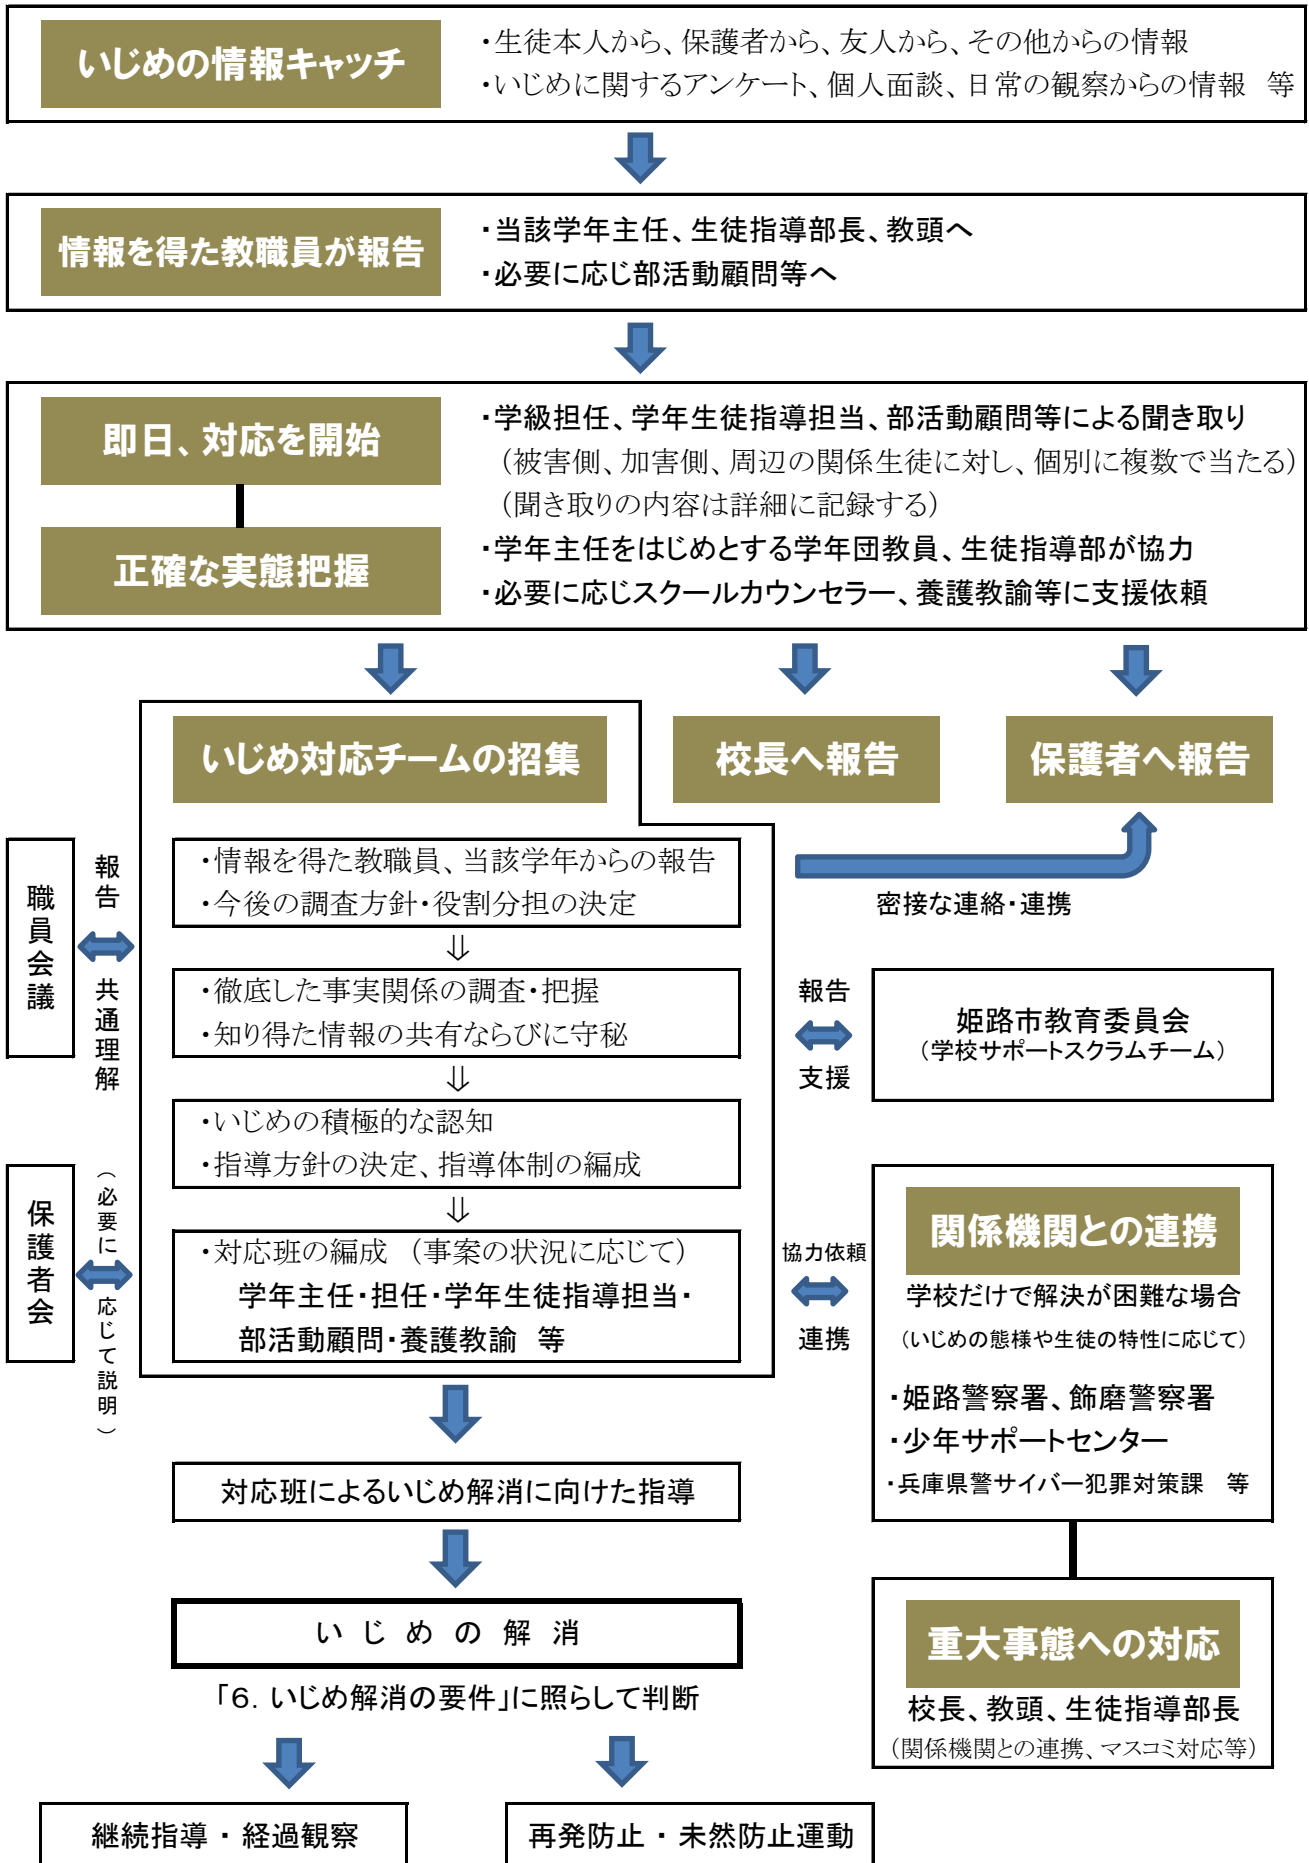 いじめの情報キャッチ
・生徒本人から、保護者から、友人から、その他からの情報
・いじめに関するアンケート、個人面談、日常の観察からの情報　等
情報を得た教職員が報告
・当該学年主任、生徒指導部長、教頭へ
・必要に応じ部活動顧問等へ
即日、対応を開始
正確な実態把握
・学級担任、学年生徒指導担当、部活動顧問等による聞き取り
（被害側、加害側、周辺の関係生徒に対し、個別に複数で当たる）
（聞き取りの内容は詳細に記録する）
・学年主任をはじめとする学年団教員、生徒指導部が協力
・必要に応じスクールカウンセラー、養護教諭等に支援依頼
いじめ対応チームの招集
校長へ報告
保護者へ報告
・情報を得た教職員、当該学年からの報告
・今後の調査方針・役割分担の決定
⇓
・徹底した事実関係の調査・把握
・知り得た情報の共有ならびに守秘
⇓
・いじめの積極的な認知
・指導方針の決定、指導体制の編成
⇓
・対応班の編成　（事案の状況に応じて）
学年主任・担任・学年生徒指導担当・
部活動顧問・養護教諭　等
職員会議
報告
共通理解
保護者会
（必要に
応じて説明）
密接な連絡・連携
報告
支援
姫路市教育委員会
（学校サポートスクラムチーム）
協力依頼
連携
関係機関との連携
学校だけで解決が困難な場合
（いじめの態様や生徒の特性に応じて）
・姫路警察署、飾磨警察署
・少年サポートセンター
・兵庫県警サイバー犯罪対策課　等
重大事態への対応
校長、教頭、生徒指導部長
（関係機関との連携、マスコミ対応等）
対応班によるいじめ解消に向けた指導
いじめの解消
「６．いじめ解消の要件」に照らして判断
継続指導・経過観察
再発防止・未然防止運動